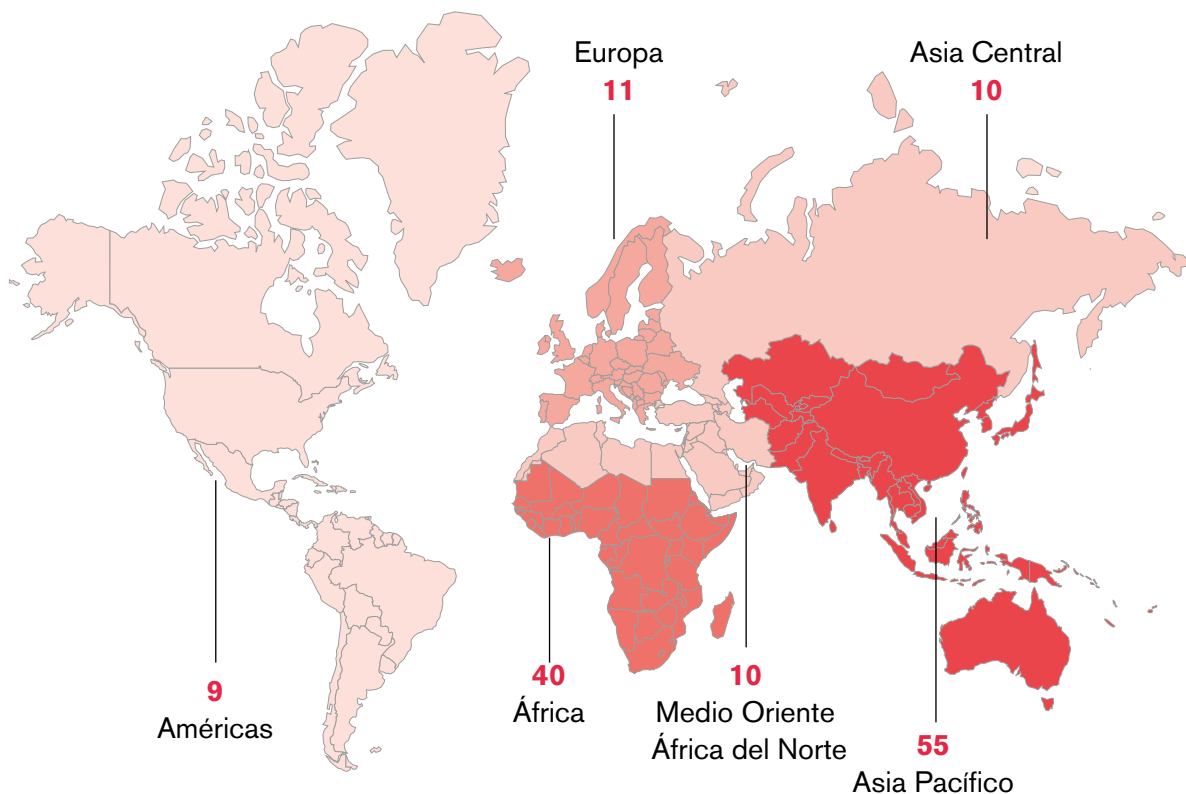 Europa
11
Asia Central
10
9
Américas
40
África
10
Medio Oriente
África del Norte
55
Asia Pacífico